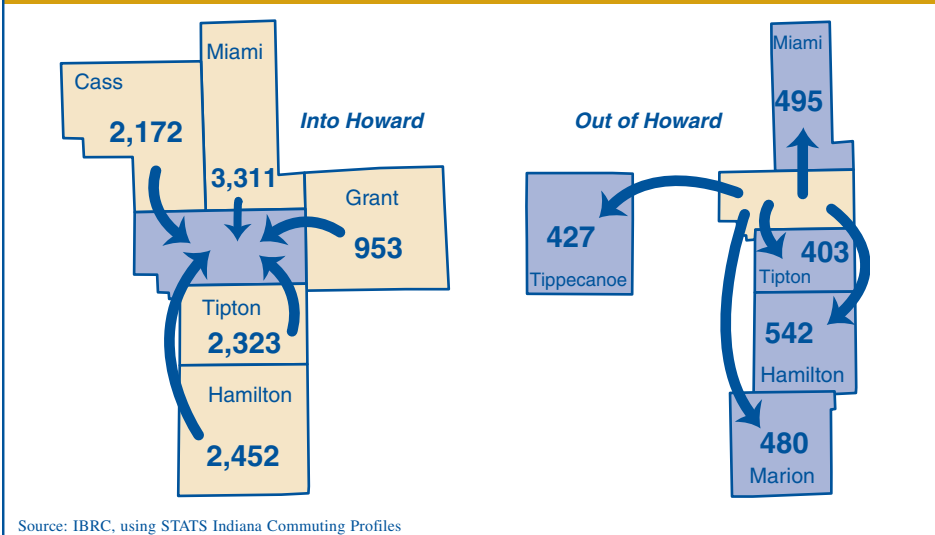 Into Howard
Miami
3,311
Cass
2,172
Grant
953
Tipton
2,323
Hamilton
2,452
Out of Howard
Miami
495
427
Tippecanoe
403
Tipton
542
Hamilton
480
Marion
Source: IBRC, using STATS Indiana Commuting Profiles